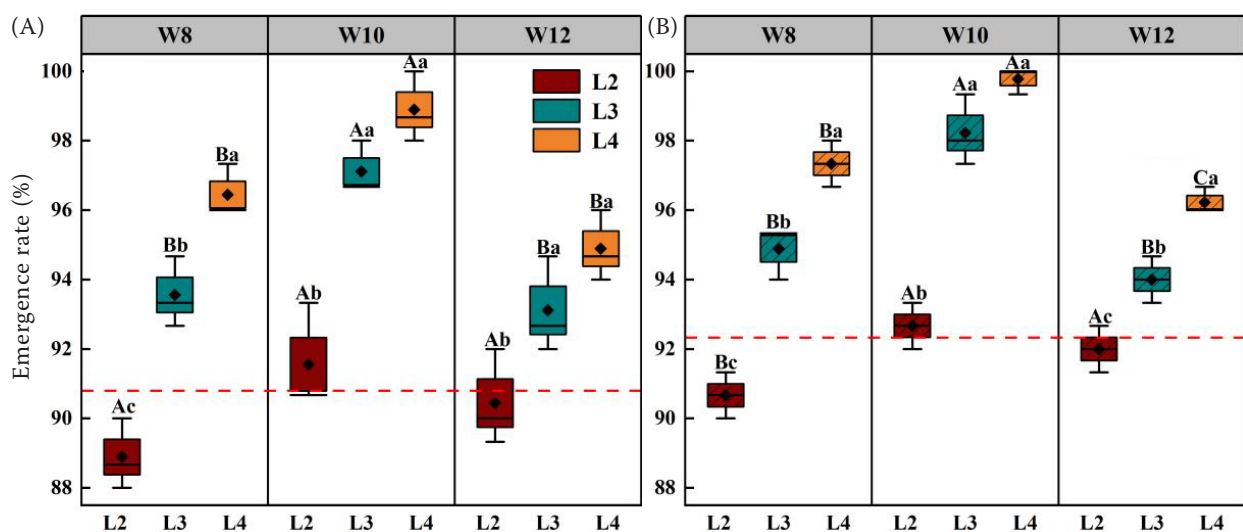 (A) W8 W10 W12 (B) W8 W10 W12
Emergence rate (%)
100 98 96 94 92 90 88
Ac Bb Ba
Ab Aa Aa
Ab Ba Ba
L2
L3
L4
L2 L3 L4 L2 L3 L4 L2 L3 L4
100 98 96 94 92 90 88
Bc Bb Ba
Ab Aa Aa
Ac Bb Ca
L2 L3 L4 L2 L3 L4 L2 L3 L4